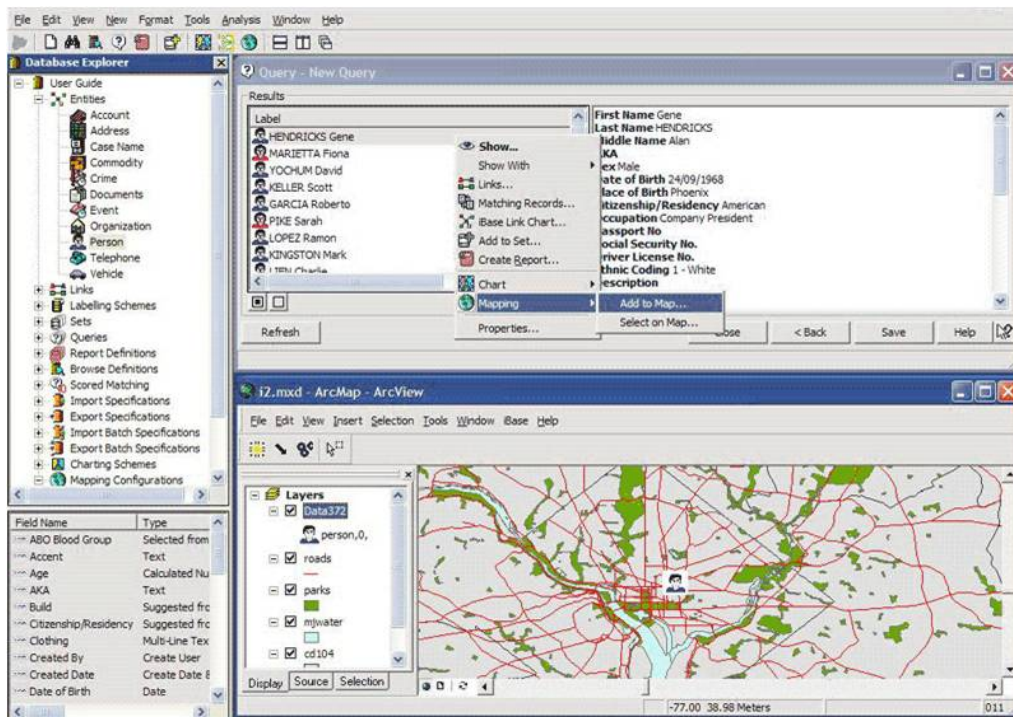 File Edit View New Format Tools Analysis Window Help
Database Explorer
User Guide
Entities
Account
Address
Case Name
Commodity
Crime
Documents
Event
Organization
Person
Telephone
Vehicle
Links
Labelling Schemes
Sets
Queries
Report Definitions
Browse Definitions
Scored Matching
Import Specifications
Export Specifications
Import Batch Specifications
Export Batch Specifications
Charting Schemes
Mapping Configurations
Field Name Type
ABO Blood Group Selected from
Accent Text
Age Calculated Nu
AKA Text
Build Suggested frc
Citizenship/Residency Suggested frc
Clothing Multi-Line Tex
Created By Create User
Created Date Create Date &
Date of Birth Date
Query - New Query
Results
Label
HENDRICKS Gene
MARIETTA Fiona
YOCHUM David
KELLER Scott
GARCIA Roberto
PIKE Sarah
LOPEZ Ramon
KINGSTON Mark
LIEN Charlie
Show...
Show With
Links...
Matching Records...
iBase Link Chart...
Add to Set...
Create Report...
Chart
Mapping
Properties...
Add to Map...
Select on Map...
First Name Gene
Last Name HENDRICKS
Middle Name Alan
AKA
Sex Male
Date of Birth 24/09/1968
Place of Birth Phoenix
Citizenship/Residency American
Occupation Company President
Passport No
Social Security No.
Driver License No.
Ethnic Coding 1 - White
Description
Refresh Close < Back Save Help
i2.mxd - ArcMap - ArcView
File Edit View Insert Selection Tools Window iBase Help
Layers
Data372
person,0,
roads
parks
mjwater
cd104
Display Source Selection
-77.00 38.98 Meters
011